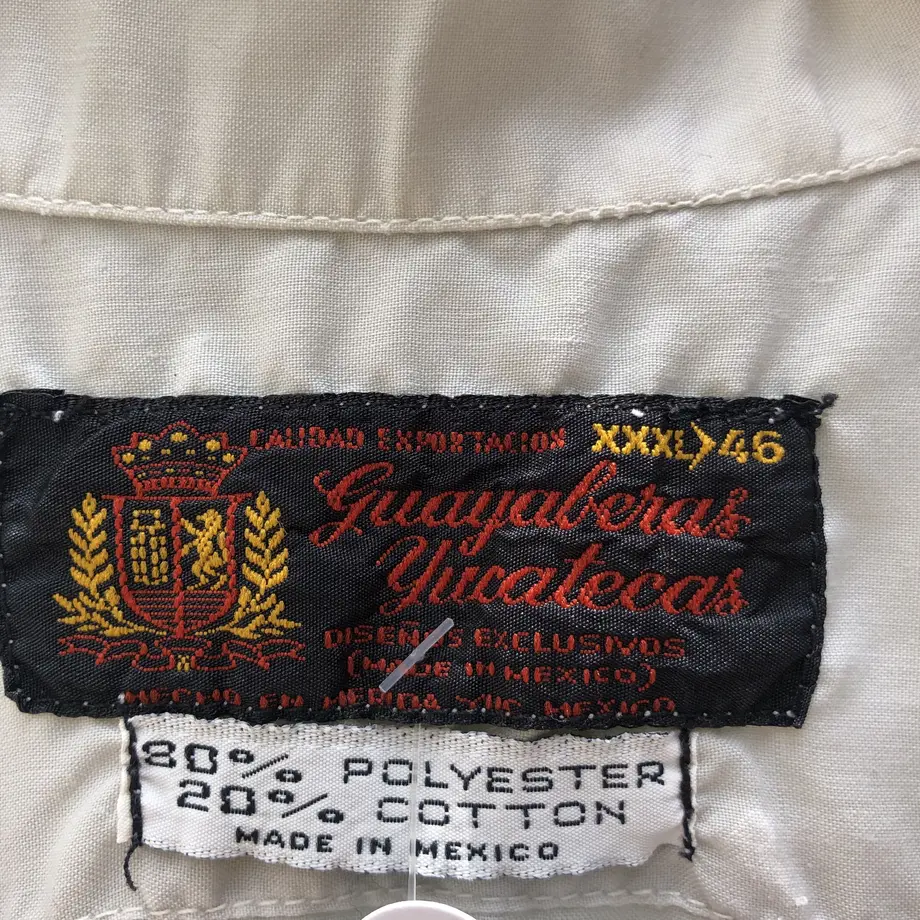 CALIDAD EXPORTACION XXXL>46
Guayaberas
Yucatecas
DISEÑOS EXCLUSIVOS
(MADE IN MEXICO)
HECHO EN MERIDA YUC. MEXICO
80% POLYESTER
20% COTTON
MADE IN MEXICO